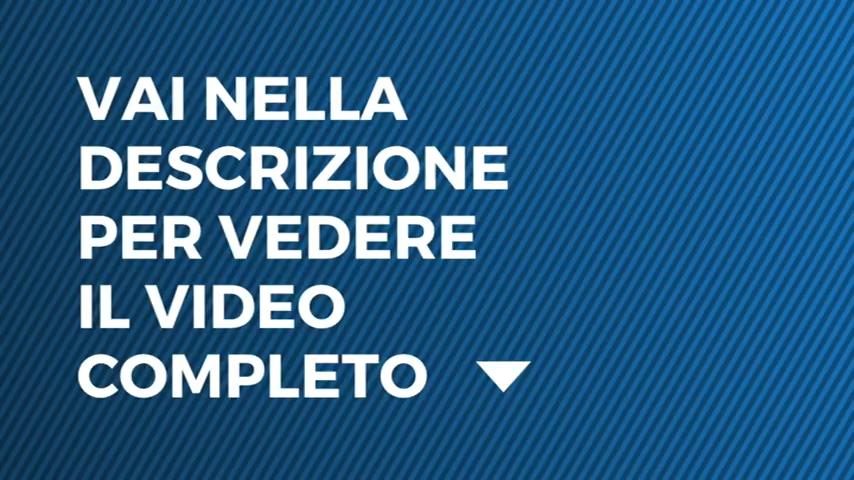 VAI NELLA
DESCRIZIONE
PER VEDERE
IL VIDEO
COMPLETO